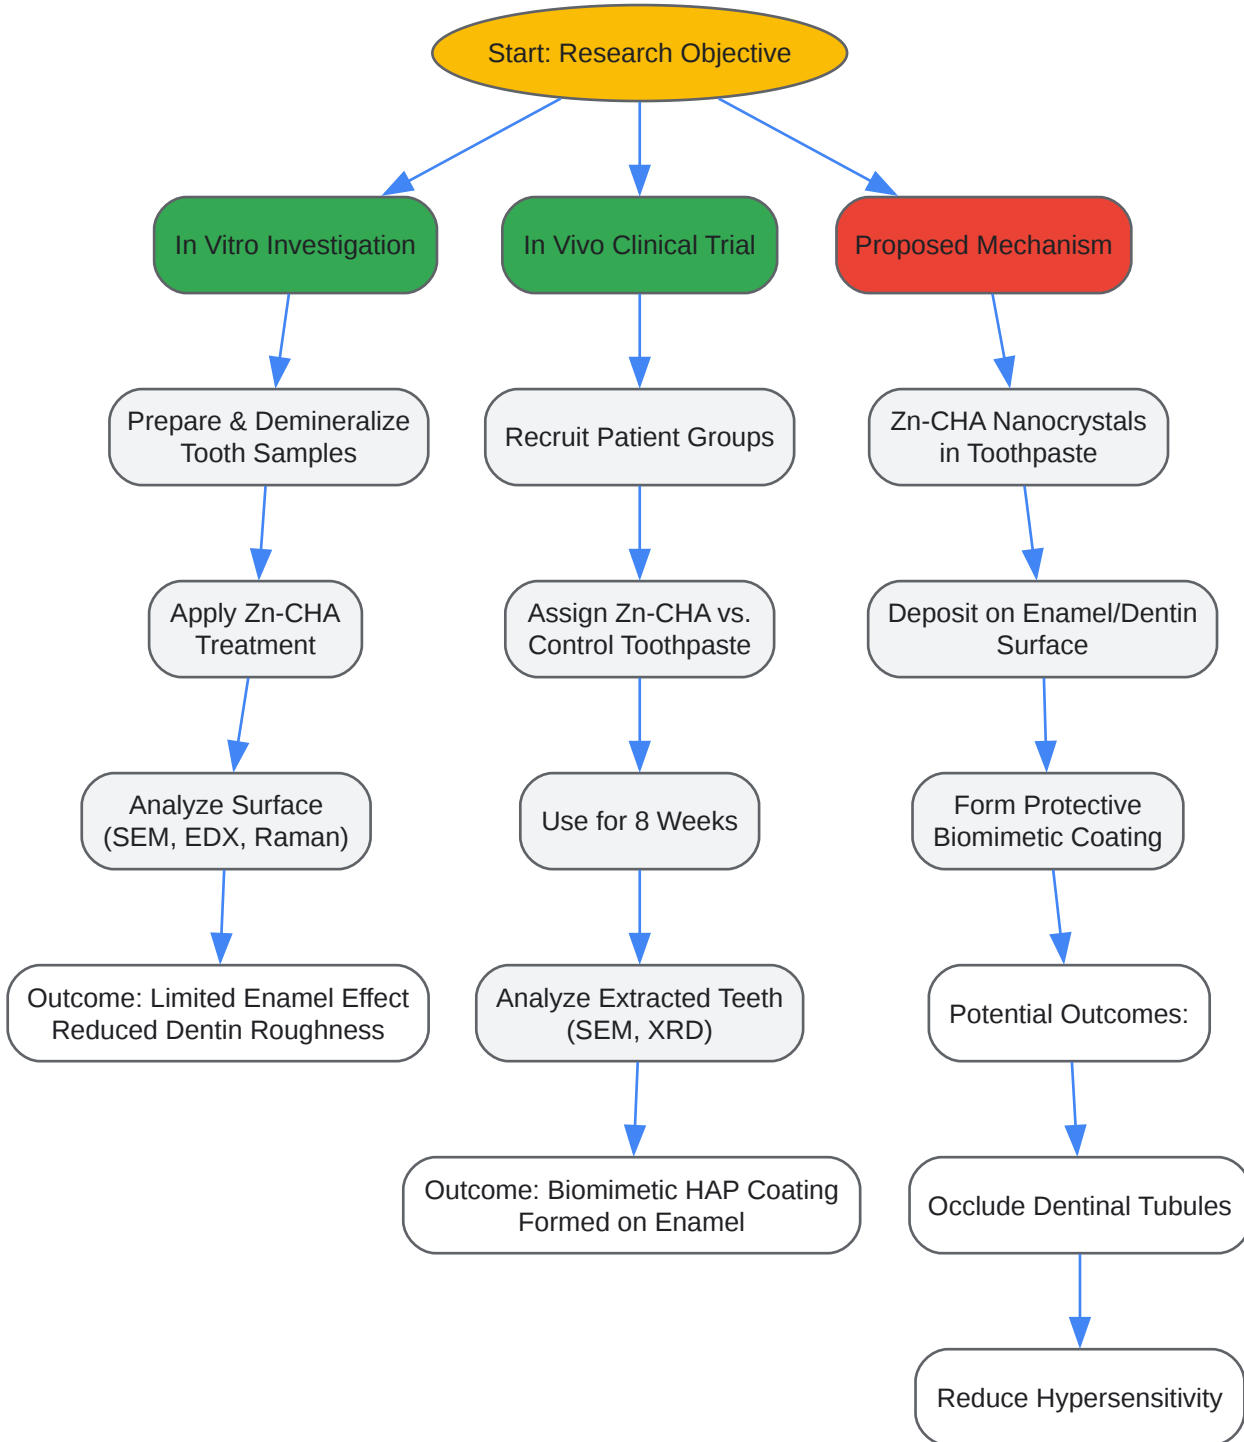 Start: Research Objective
In Vitro Investigation
In Vivo Clinical Trial
Proposed Mechanism
Prepare & Demineralize
Tooth Samples
Recruit Patient Groups
Zn-CHA Nanocrystals
in Toothpaste
Apply Zn-CHA
Treatment
Assign Zn-CHA vs.
Control Toothpaste
Deposit on Enamel/Dentin
Surface
Analyze Surface
(SEM, EDX, Raman)
Use for 8 Weeks
Form Protective
Biomimetic Coating
Outcome: Limited Enamel Effect
Reduced Dentin Roughness
Analyze Extracted Teeth
(SEM, XRD)
Potential Outcomes:
Outcome: Biomimetic HAP Coating
Formed on Enamel
Occlude Dentinal Tubules
Reduce Hypersensitivity